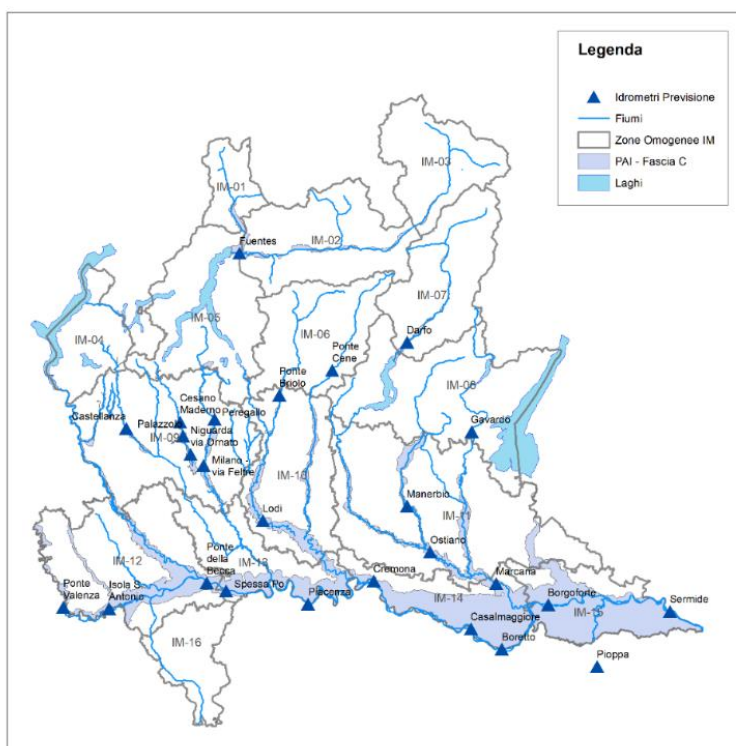 Legenda
Idrometri Previsione
Fiumi
Zone Omogenee IM
PAI - Fascia C
Laghi
IM-03
IM-01
IM-02
Fuentes
IM-07
IM-05
IM-06
IM-04
Darfo
Ponte
Cene
Ponte
Briolo
IM-08
Cesano
Maderno
Castellanza
Palazzolo
Peregallo
IM-09
Niguarda
via Ornato
Gavardo
Milano -
via Feltre
IM-10
Manerbio
IM-11
Lodi
Ostiano
IM-12
Ponte
della
Becca
IM-13
Cremona
Marcaria
Ponte
Valenza
Isola S.
Antonio
Spessa Po
Piacenza
IM-14
Borgoforte
IM-15
Sermide
Casalmaggiore
Boretto
IM-16
Pioppa